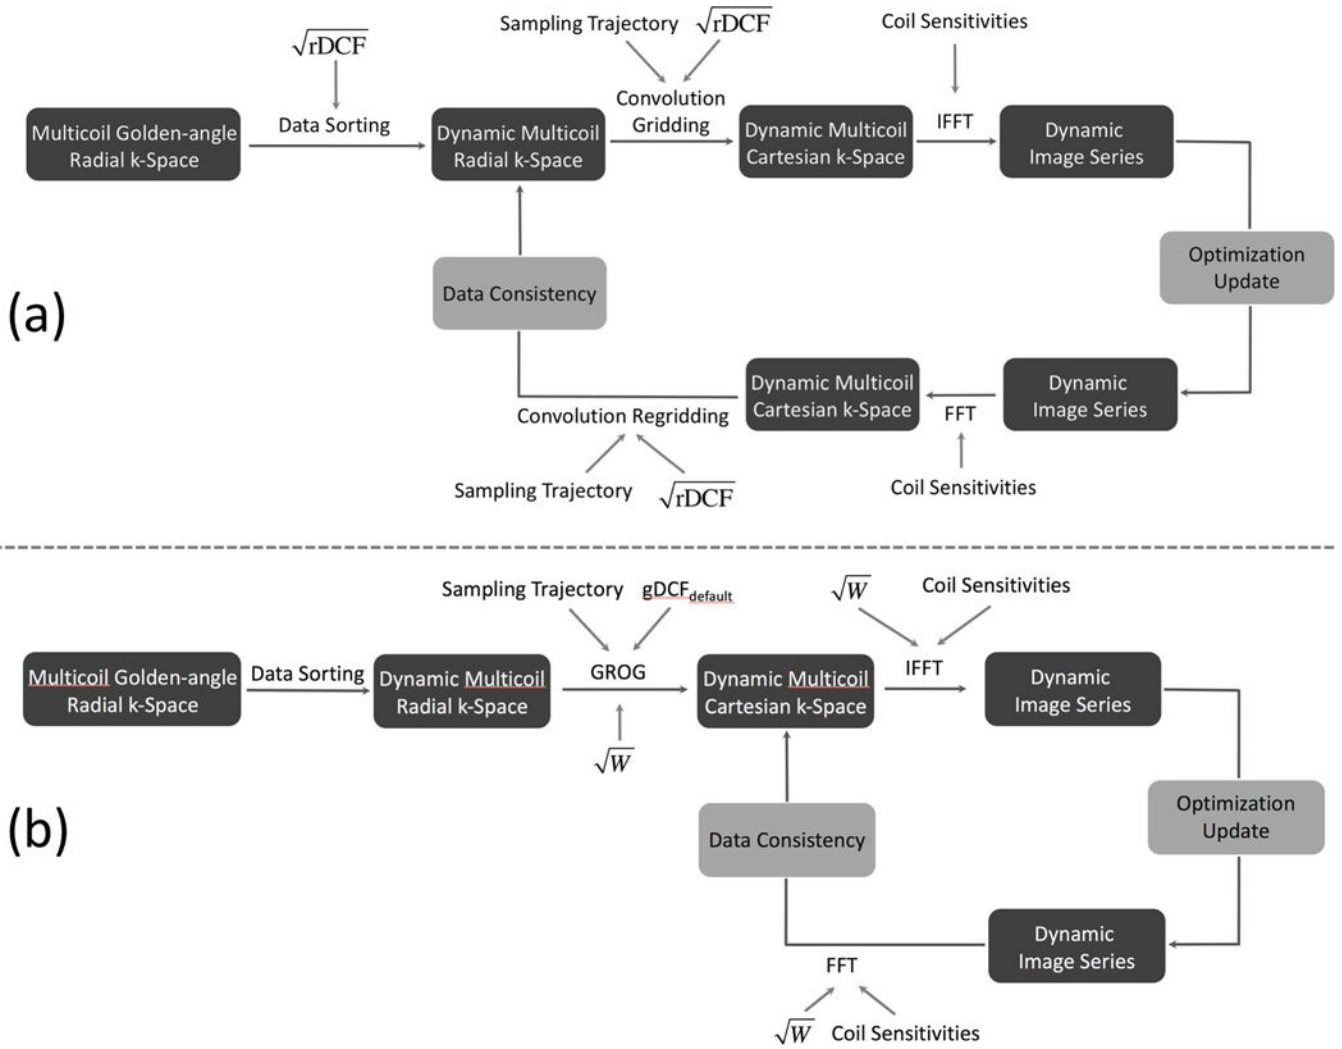 Sampling Trajectory √rDCF
Coil Sensitivities
√rDCF
Convolution
Gridding
Data Sorting
IFFT
Multicoil Golden-angle
Radial k-Space
Dynamic Multicoil
Radial k-Space
Dynamic Multicoil
Cartesian k-Space
Dynamic
Image Series
Optimization
Update
Data Consistency
(a)
Dynamic Multicoil
Cartesian k-Space
Dynamic
Image Series
FFT
Convolution Regridding
Sampling Trajectory √rDCF
Coil Sensitivities
Sampling Trajectory gDCFdefault
√W
Coil Sensitivities
Multicoil Golden-angle
Radial k-Space
Data Sorting
Dynamic Multicoil
Radial k-Space
GROG
√W
Dynamic Multicoil
Cartesian k-Space
IFFT
Dynamic
Image Series
Optimization
Update
(b)
Data Consistency
Dynamic
Image Series
FFT
√W Coil Sensitivities